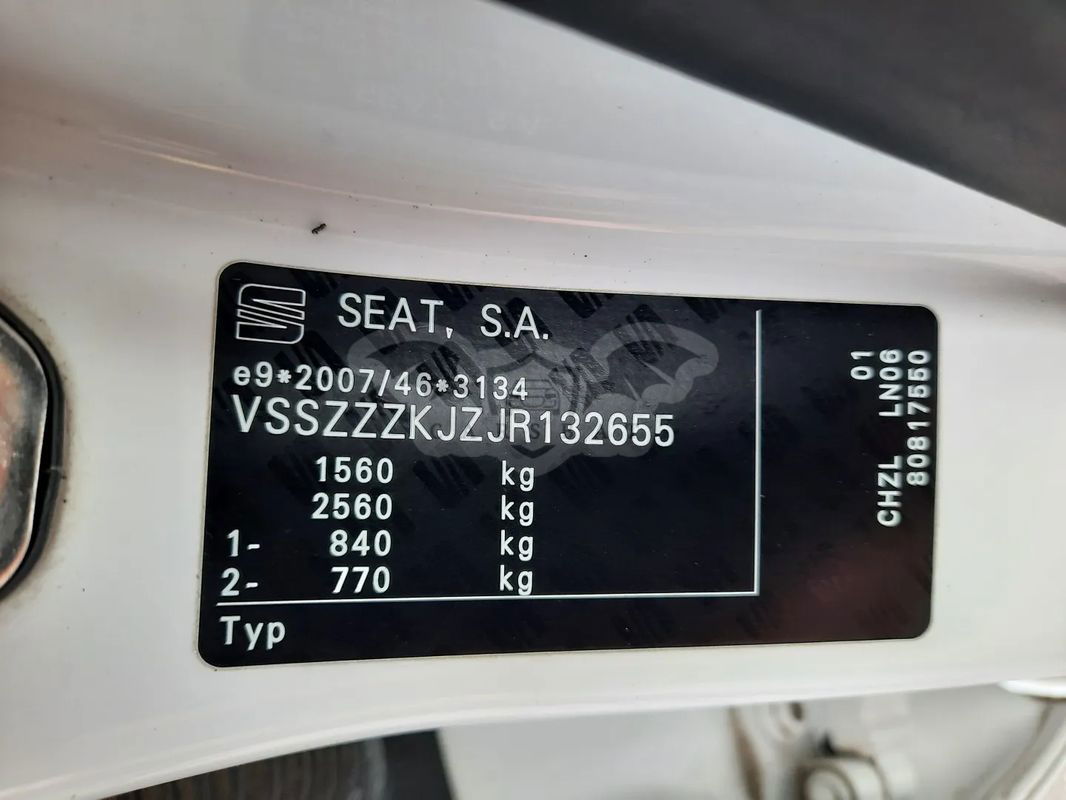 SEAT, S.A.
e9*2007/46*3134
VSSZZZKJZJR132655
1560 kg
2560 kg
1- 840 kg
2- 770 kg
Typ
01
CHZL LN06
80817550